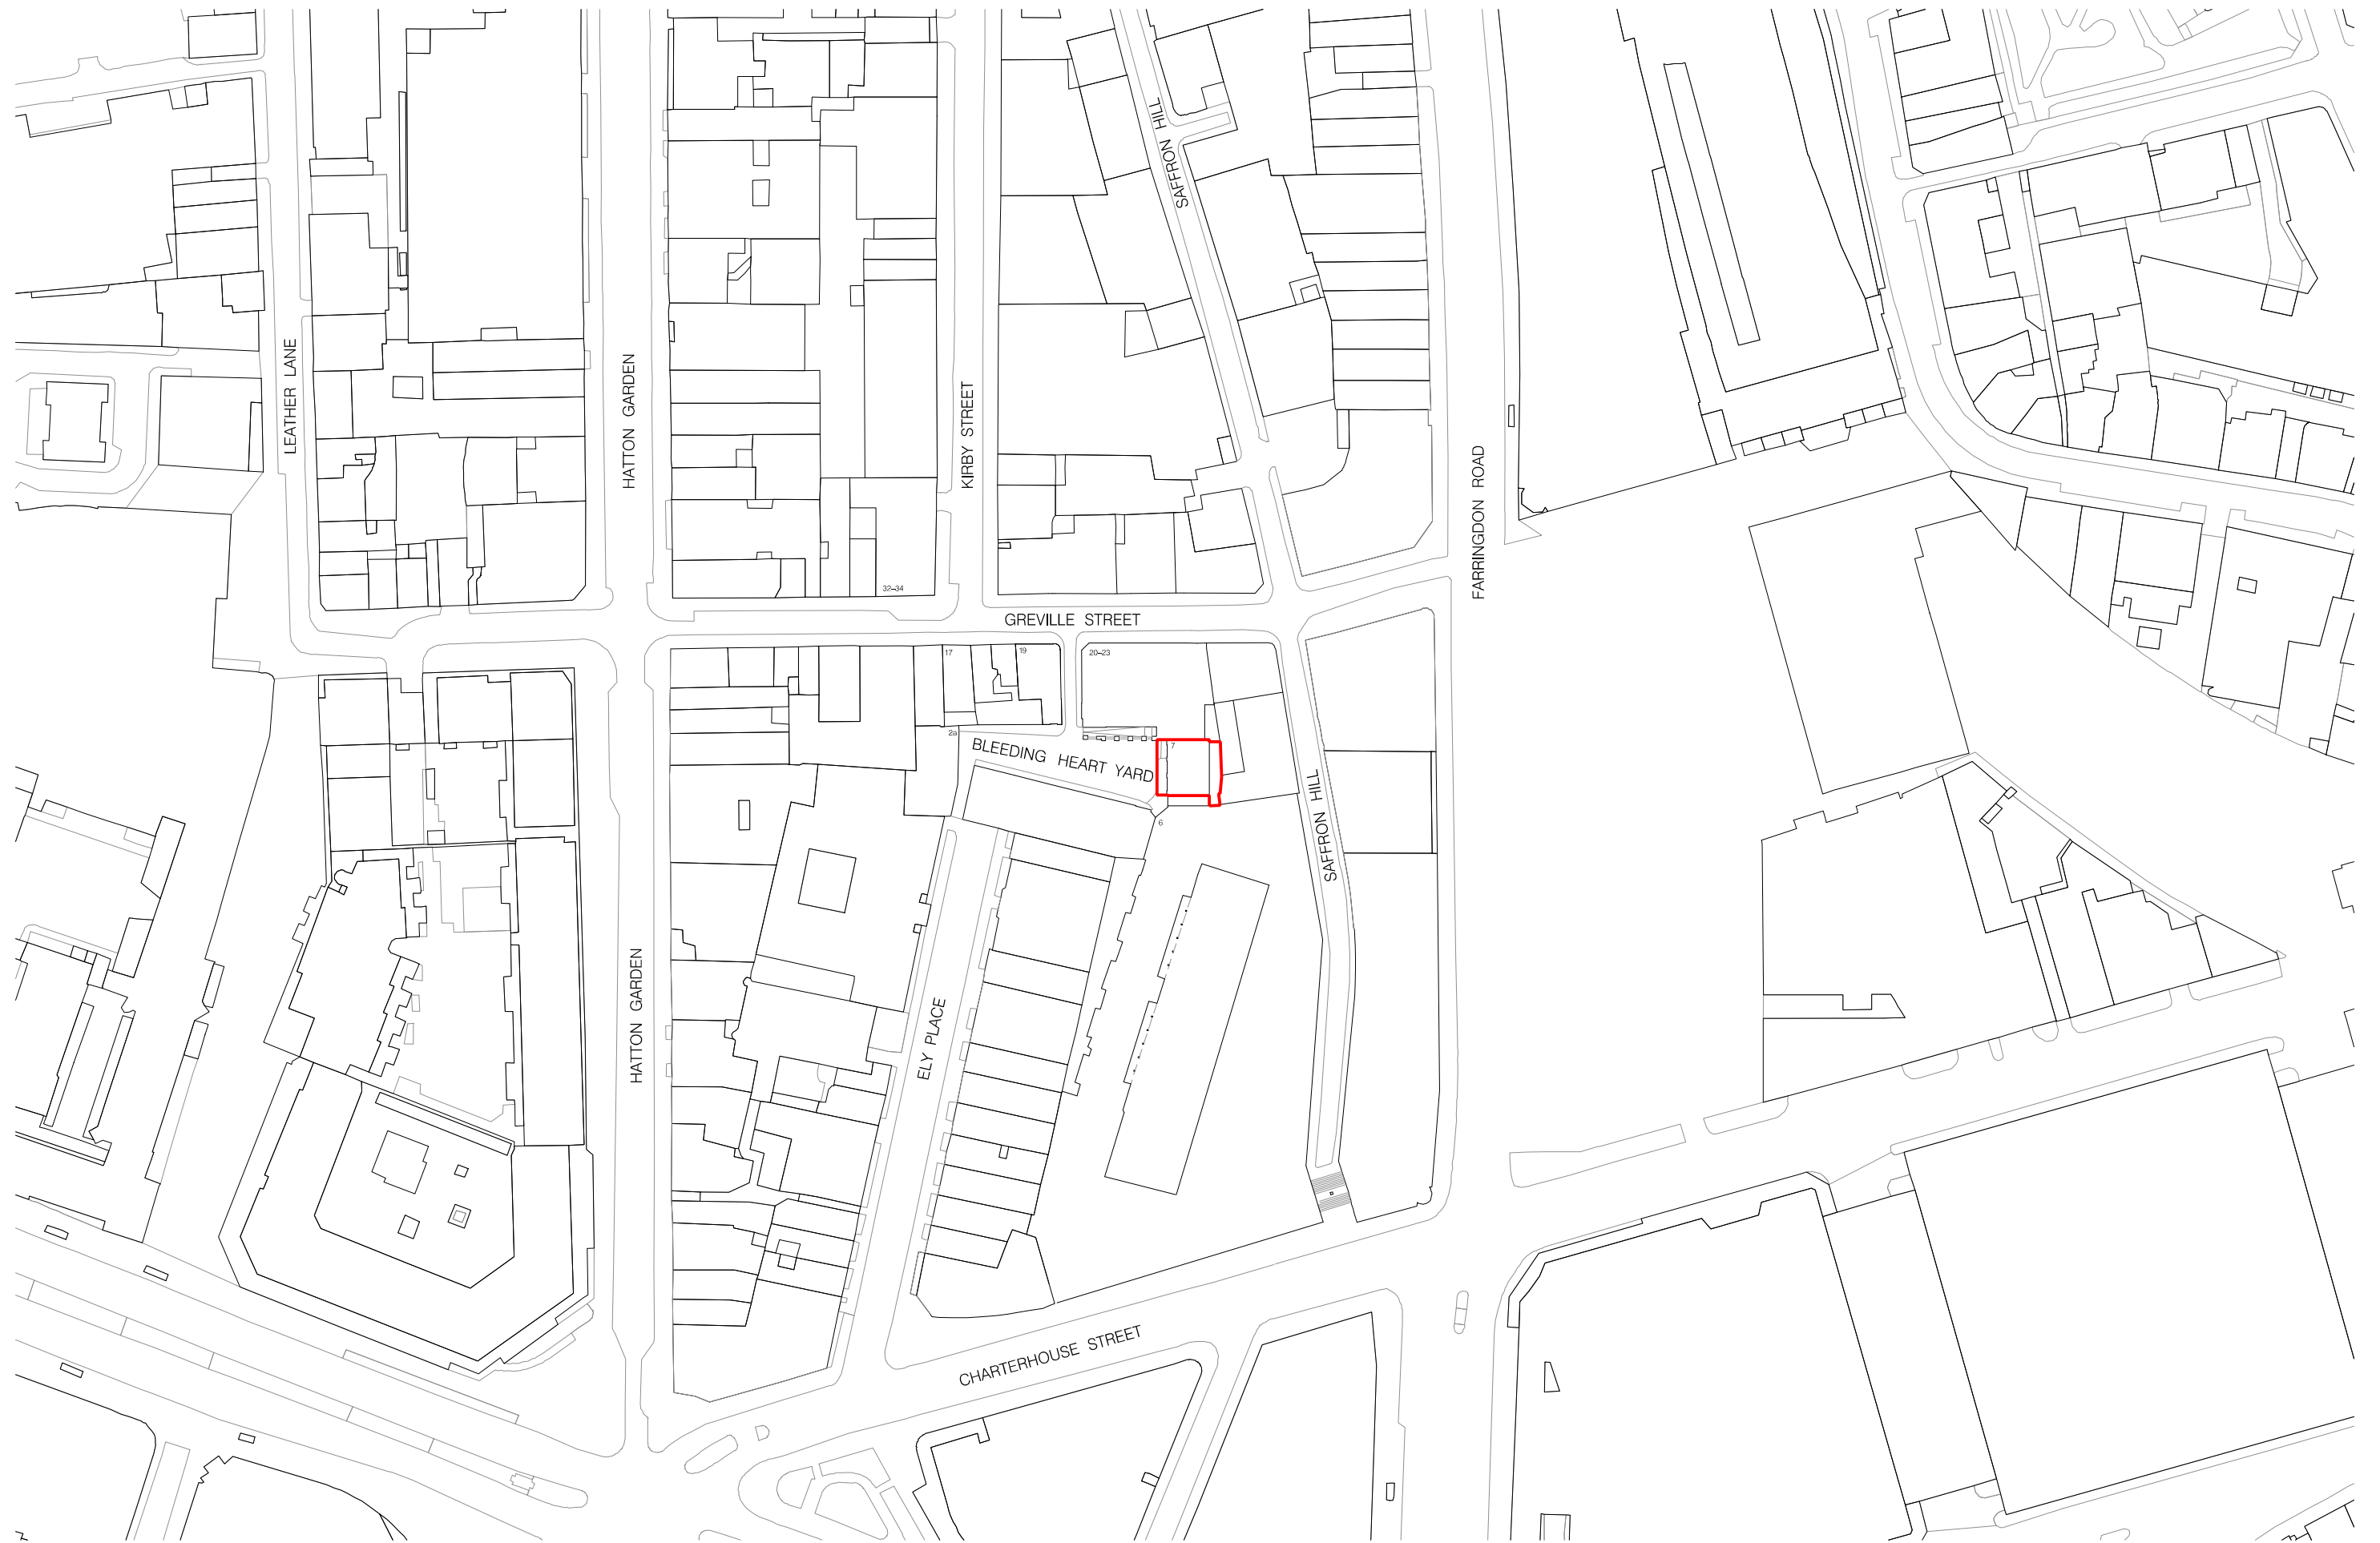 SAFFRON HILL
LEATHER LANE
HATTON GARDEN
KIRBY STREET
FARRINGDON ROAD
32–34
GREVILLE STREET
17
19
20–23
2a
BLEEDING HEART YARD
7
6
SAFFRON HILL
HATTON GARDEN
ELY PLACE
CHARTERHOUSE STREET